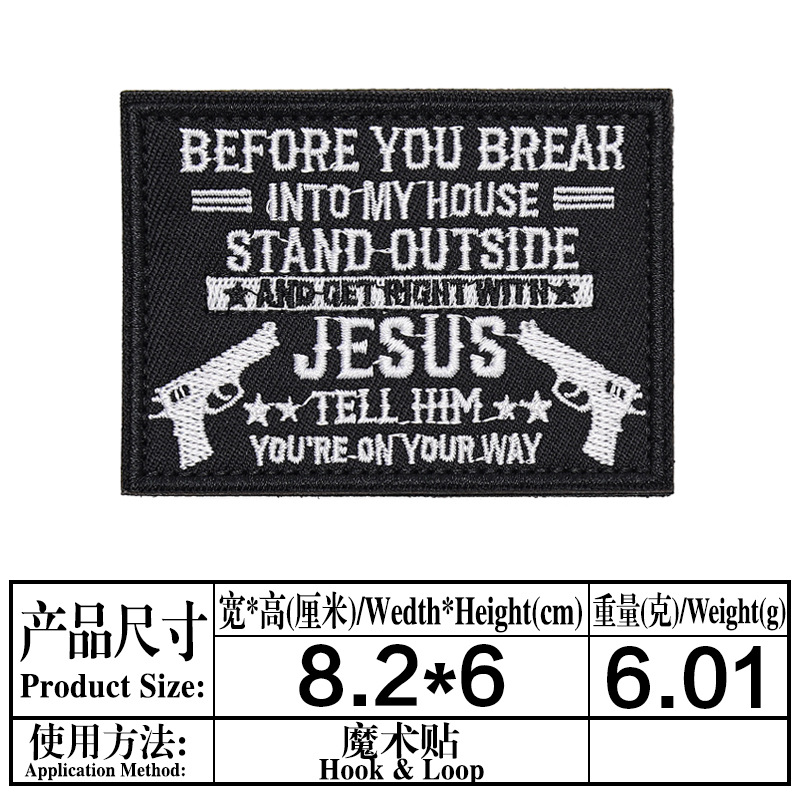 BEFORE YOU BREAK
INTO MY HOUSE
STAND OUTSIDE
AND GET RIGHT WITH
JESUS
TELL HIM
YOU'RE ON YOUR WAY
产品尺寸
Product Size:
宽*高(厘米)/Wedth*Height(cm)
重量(克)/Weight(g)
8.2*6
6.01
使用方法:
Application Method:
魔术贴
Hook & Loop